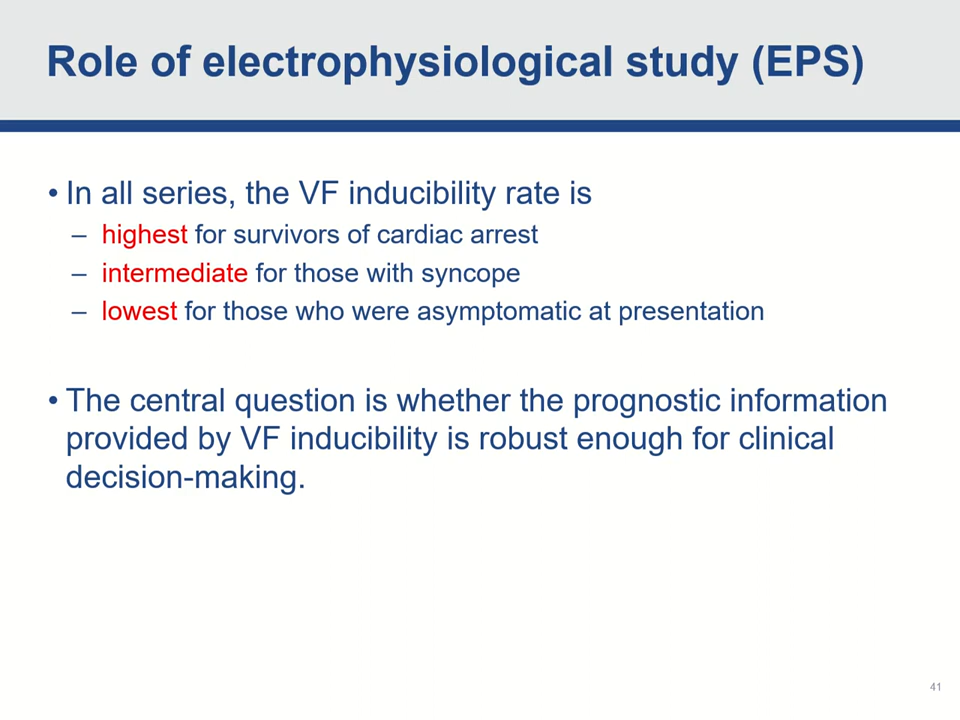 Role of electrophysiological study (EPS)
• In all series, the VF inducibility rate is
– highest for survivors of cardiac arrest
– intermediate for those with syncope
– lowest for those who were asymptomatic at presentation
• The central question is whether the prognostic information
provided by VF inducibility is robust enough for clinical
decision-making.
41